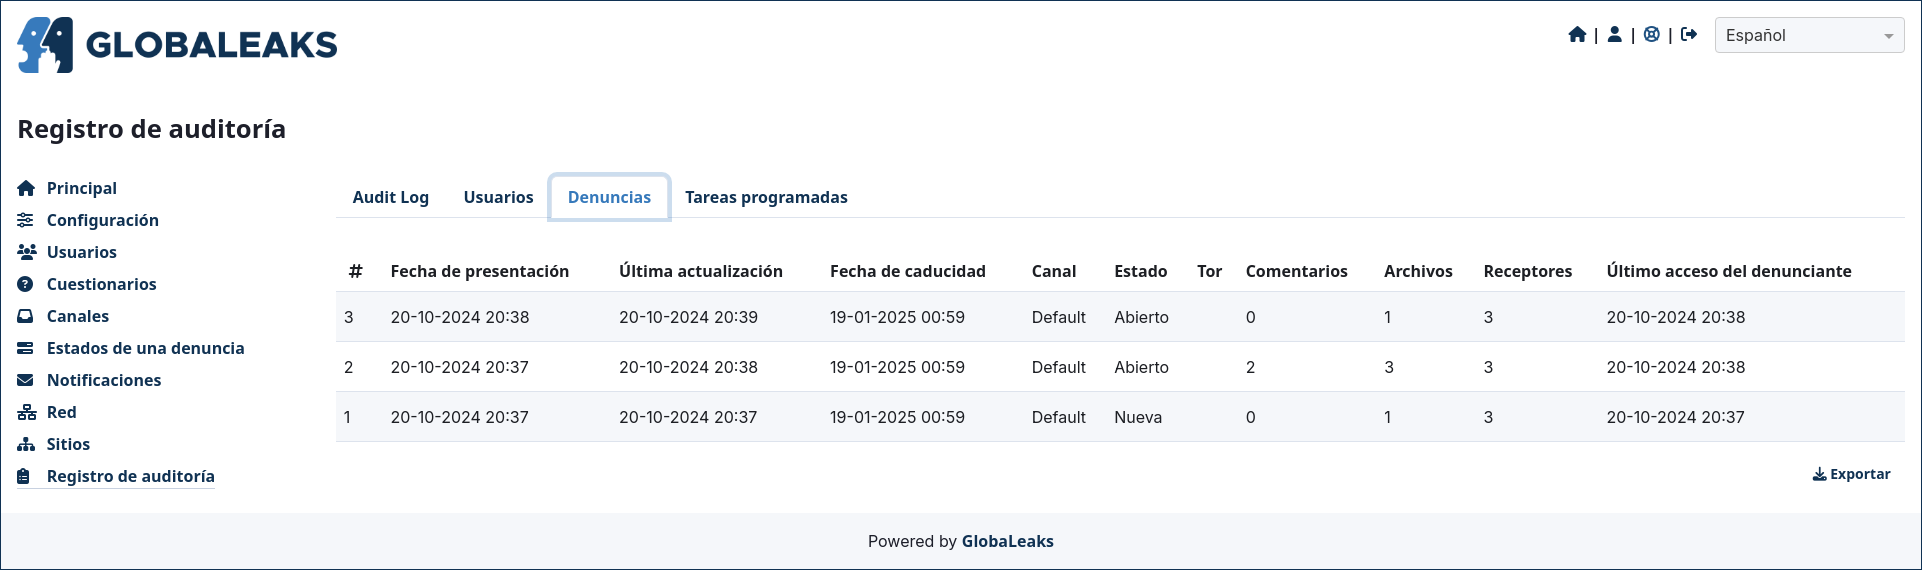 GLOBALEAKS
| | | Español
Registro de auditoría
Principal
Configuración
Usuarios
Cuestionarios
Canales
Estados de una denuncia
Notificaciones
Red
Sitios
Registro de auditoría
Audit Log Usuarios Denuncias Tareas programadas
# Fecha de presentación Última actualización Fecha de caducidad Canal Estado Tor Comentarios Archivos Receptores Último acceso del denunciante
3 20-10-2024 20:38 20-10-2024 20:39 19-01-2025 00:59 Default Abierto 0 1 3 20-10-2024 20:38
2 20-10-2024 20:37 20-10-2024 20:38 19-01-2025 00:59 Default Abierto 2 3 3 20-10-2024 20:38
1 20-10-2024 20:37 20-10-2024 20:37 19-01-2025 00:59 Default Nueva 0 1 3 20-10-2024 20:37
Exportar
Powered by GlobaLeaks